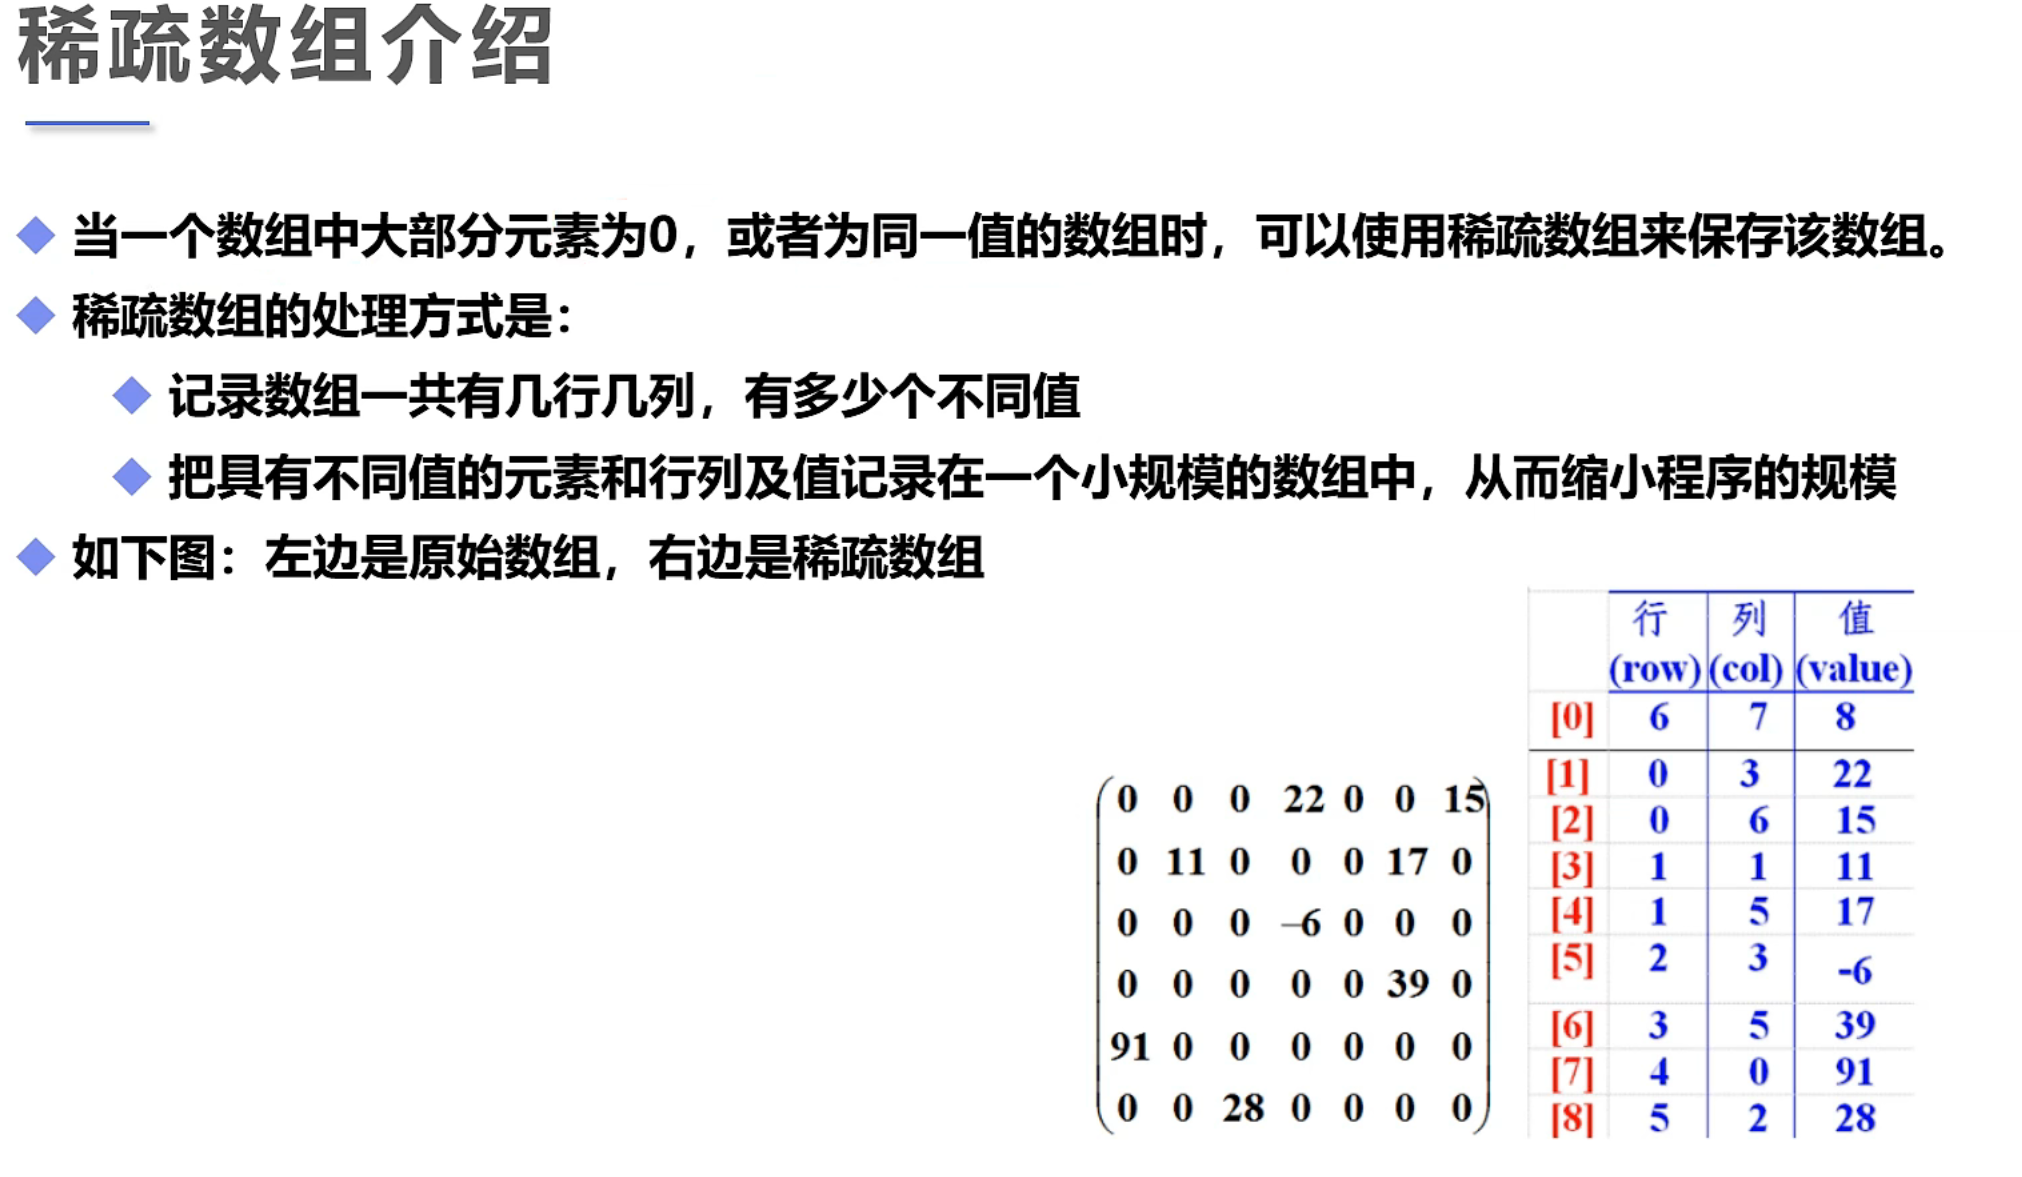 稀疏数组介绍
当一个数组中大部分元素为0，或者为同一值的数组时，可以使用稀疏数组来保存该数组。
稀疏数组的处理方式是：
记录数组一共有几行几列，有多少个不同值
把具有不同值的元素和行列及值记录在一个小规模的数组中，从而缩小程序的规模
如下图：左边是原始数组，右边是稀疏数组
0 0 0 22 0 0 15
0 11 0 0 0 17 0
0 0 0 –6 0 0 0
0 0 0 0 0 39 0
91 0 0 0 0 0 0
0 0 28 0 0 0 0
行 列 值
(row) (col) (value)
[0] 6 7 8
[1] 0 3 22
[2] 0 6 15
[3] 1 1 11
[4] 1 5 17
[5] 2 3 -6
[6] 3 5 39
[7] 4 0 91
[8] 5 2 28